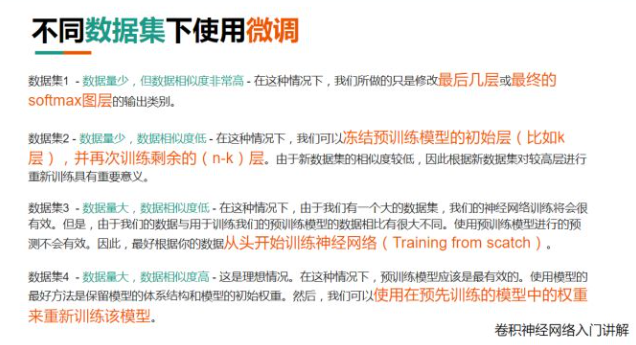 不同数据集下使用微调
数据集1 - 数据量少，但数据相似度非常高 - 在这种情况下，我们所做的只是修改最后几层或最终的
softmax图层的输出类别。
数据集2 - 数据量少，数据相似度低 - 在这种情况下，我们可以冻结预训练模型的初始层（比如k
层），并再次训练剩余的（n-k）层。由于新数据集的相似度较低，因此根据新数据集对较高层进行
重新训练具有重要意义。
数据集3 - 数据量大，数据相似度低 - 在这种情况下，由于我们有一个大的数据集，我们的神经网络训练将会很
有效。但是，由于我们的数据与用于训练我们的预训练模型的数据相比有很大不同。使用预训练模型进行的预
测不会有效。因此，最好根据你的数据从头开始训练神经网络（Training from scatch）。
数据集4 - 数据量大，数据相似度高 - 这是理想情况。在这种情况下，预训练模型应该是最有效的。使用模型的
最好方法是保留模型的体系结构和模型的初始权重。然后，我们可以使用在预先训练的模型中的权重
来重新训练该模型。
卷积神经网络入门讲解